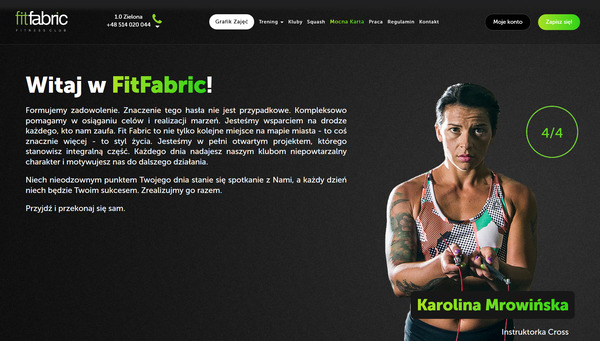 fitfabric
FITNESS CLUB
1.0 Zielona
+48 514 020 044
Grafik Zajęć
Trening
Kluby
Squash
Mocna Karta
Praca
Regulamin
Kontakt
Moje konto
Zapisz się!
Witaj w FitFabric!
Formujemy zadowolenie. Znaczenie tego hasła nie jest przypadkowe. Kompleksowo
pomagamy w osiąganiu celów i realizacji marzeń. Jesteśmy wsparciem na drodze
każdego, kto nam zaufa. Fit Fabric to nie tylko kolejne miejsce na mapie miasta - to coś
znacznie więcej - to styl życia. Jesteśmy w pełni otwartym projektem, którego
stanowisz integralną część. Każdego dnia nadajesz naszym klubom niepowtarzalny
charakter i motywujesz nas do dalszego działania.
Niech nieodzownym punktem Twojego dnia stanie się spotkanie z Nami, a każdy dzień
niech będzie Twoim sukcesem. Zrealizujmy go razem.
Przyjdź i przekonaj się sam.
4/4
Karolina Mrowińska
Instruktorka Cross